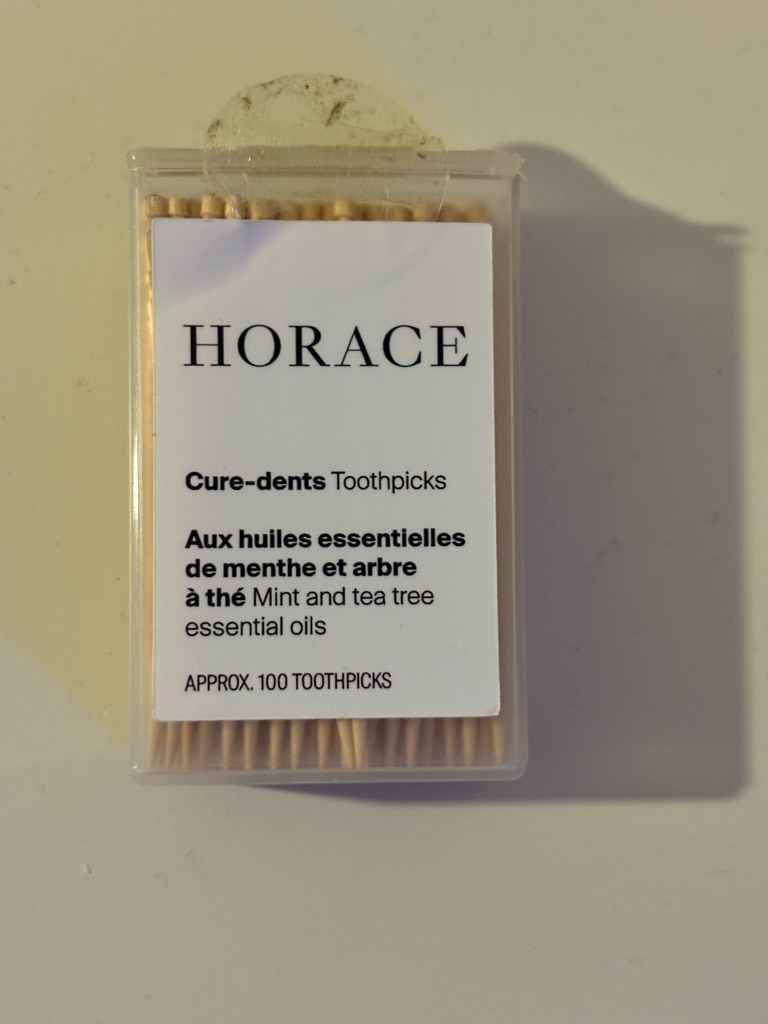 HORACE
Cure-dents Toothpicks
Aux huiles essentielles
de menthe et arbre
à thé Mint and tea tree
essential oils
APPROX. 100 TOOTHPICKS